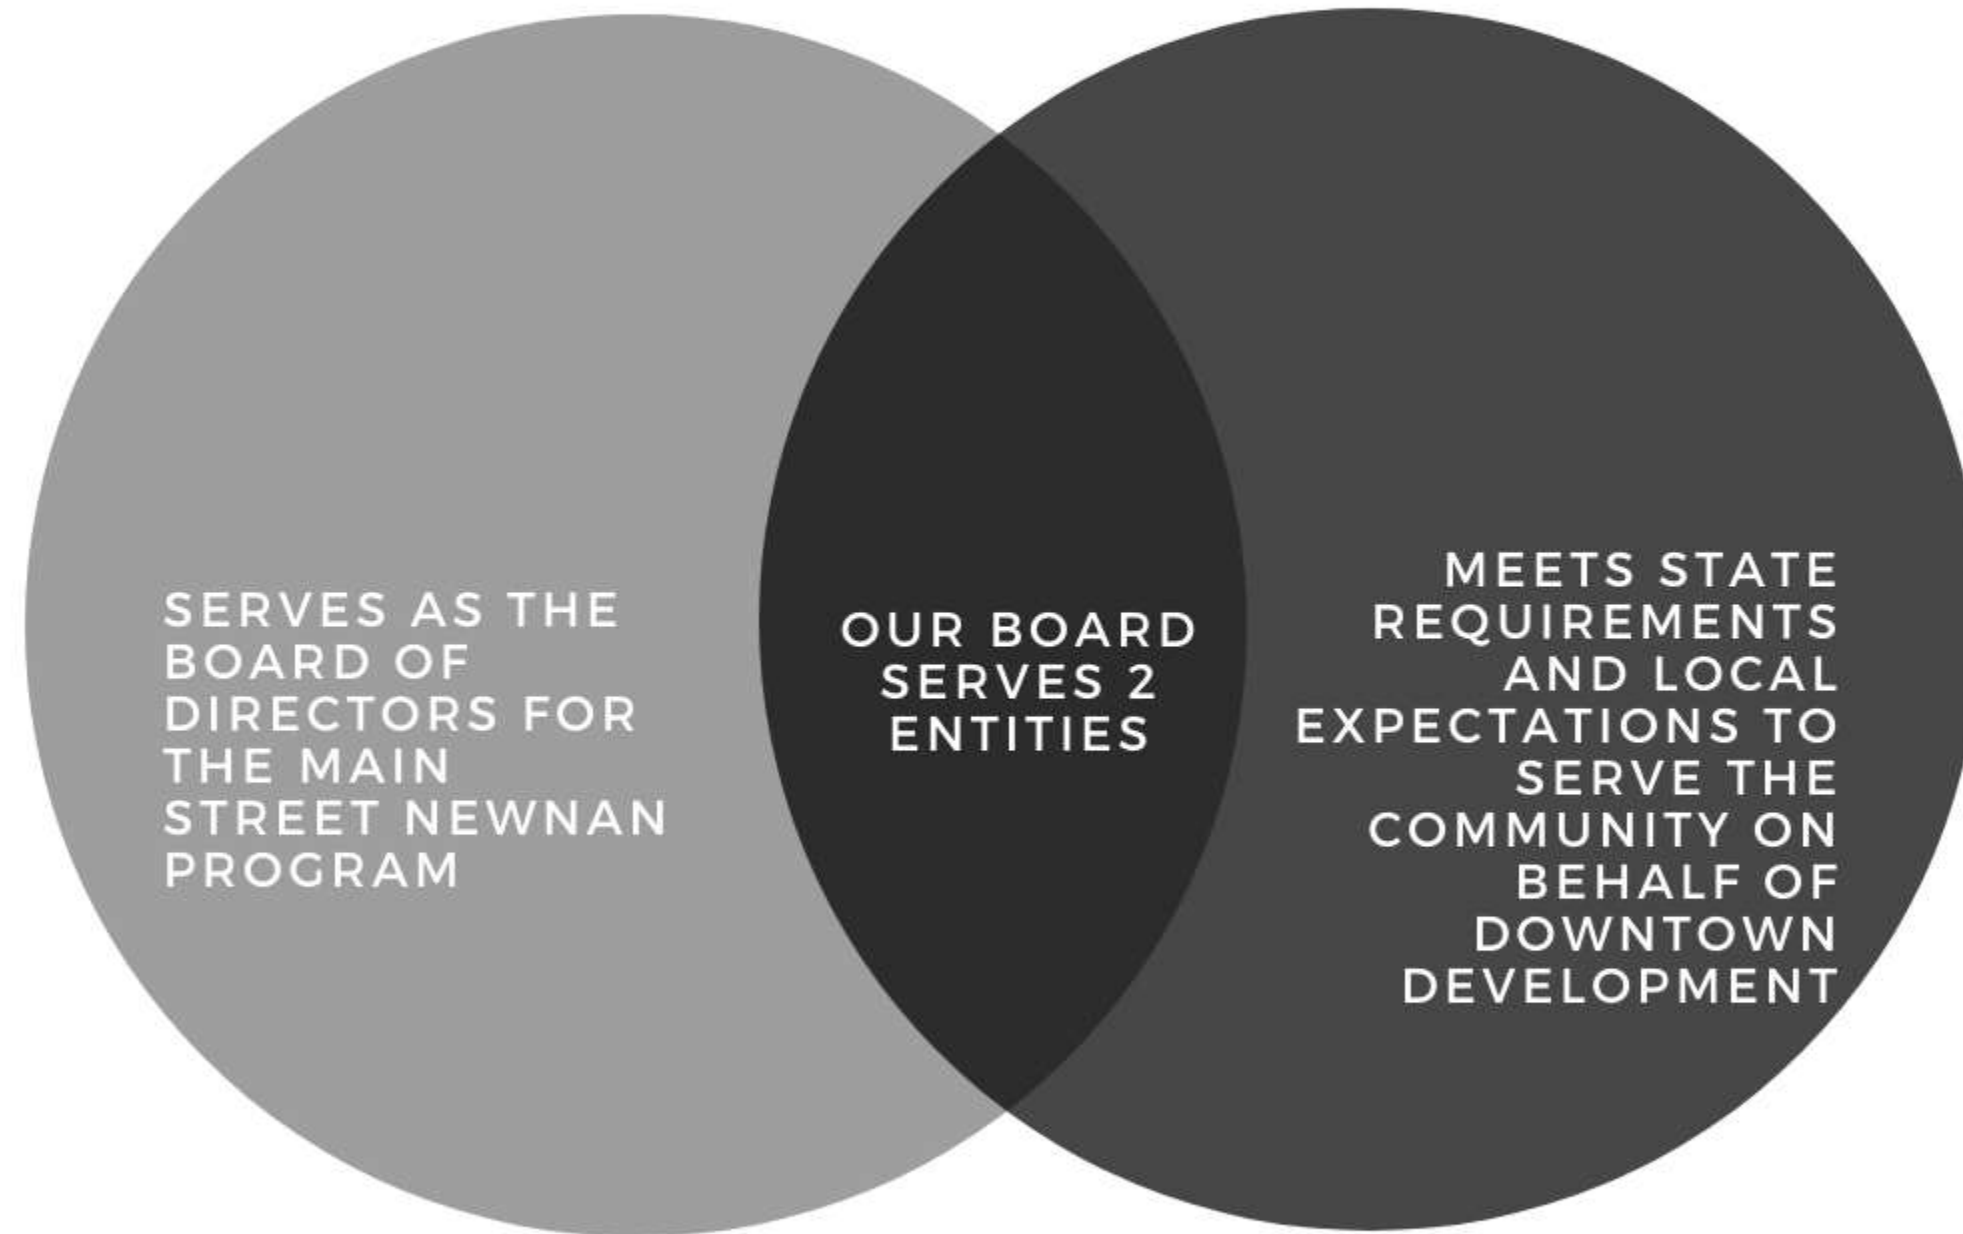 SERVES AS THE
BOARD OF
DIRECTORS FOR
THE MAIN
STREET NEWNAN
PROGRAM
OUR BOARD
SERVES 2
ENTITIES
MEETS STATE
REQUIREMENTS
AND LOCAL
EXPECTATIONS TO
SERVE THE
COMMUNITY ON
BEHALF OF
DOWNTOWN
DEVELOPMENT